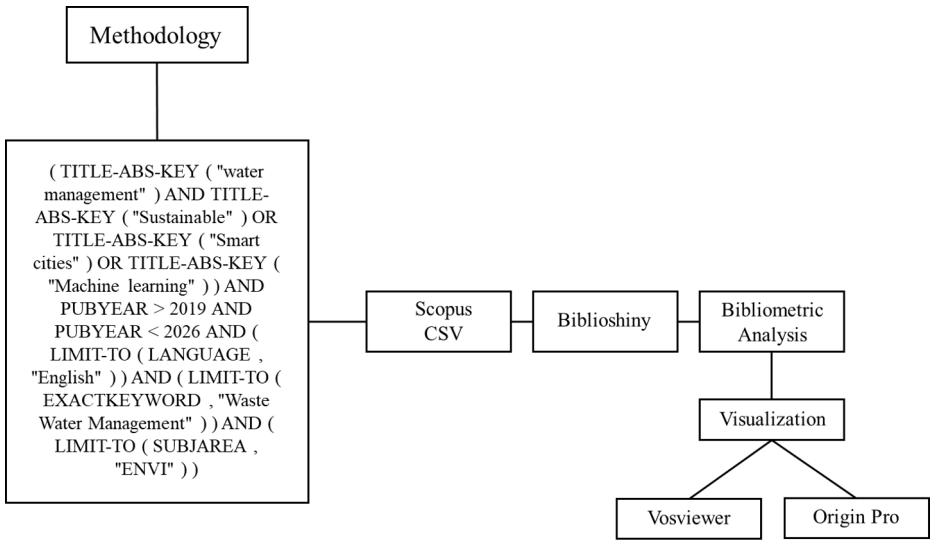 Methodology
( TITLE-ABS-KEY ( "water
management" ) AND TITLE-
ABS-KEY ( "Sustainable" ) OR
TITLE-ABS-KEY ( "Smart
cities" ) OR TITLE-ABS-KEY (
"Machine learning" ) ) AND
PUBYEAR > 2019 AND
PUBYEAR < 2026 AND (
LIMIT-TO ( LANGUAGE ,
"English" ) ) AND ( LIMIT-TO (
EXACTKEYWORD , "Waste
Water Management" ) ) AND (
LIMIT-TO ( SUBJAREA ,
"ENVI" ) )
Scopus
CSV
Biblioshiny
Bibliometric
Analysis
Visualization
Vosviewer
Origin Pro